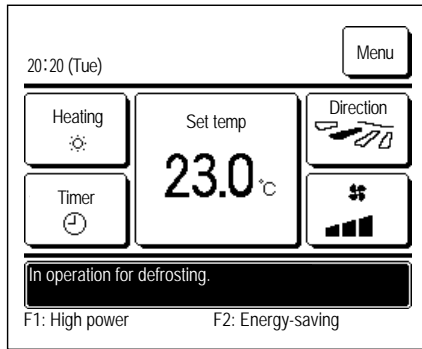 Menu
20:20 (Tue)
Heating
Set temp
Direction
23.0°C
Timer
In operation for defrosting.
F1: High power F2: Energy-saving